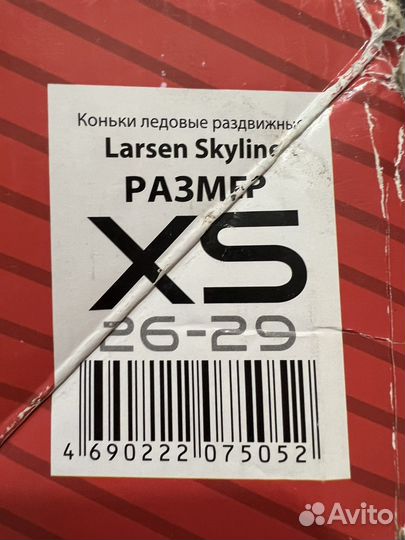 Коньки ледовые раздвижные
Larsen Skyline
РАЗМЕР
XS
26-29
4 690222 075052
Avito